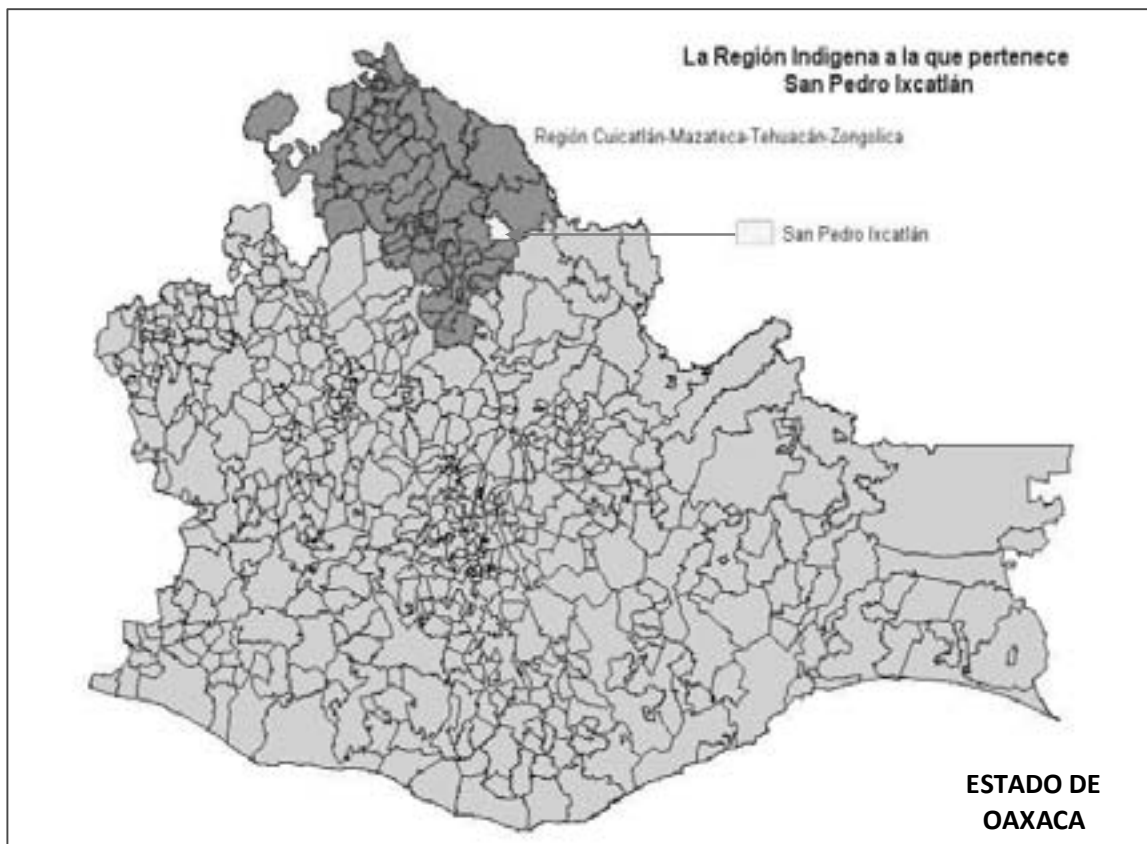 La Región Indigena a la que pertenece
San Pedro Ixcatlán
Región Cuicatlán-Mazateca-Tehuacán-Zongolica
San Pedro Ixcatlán
ESTADO DE
OAXACA